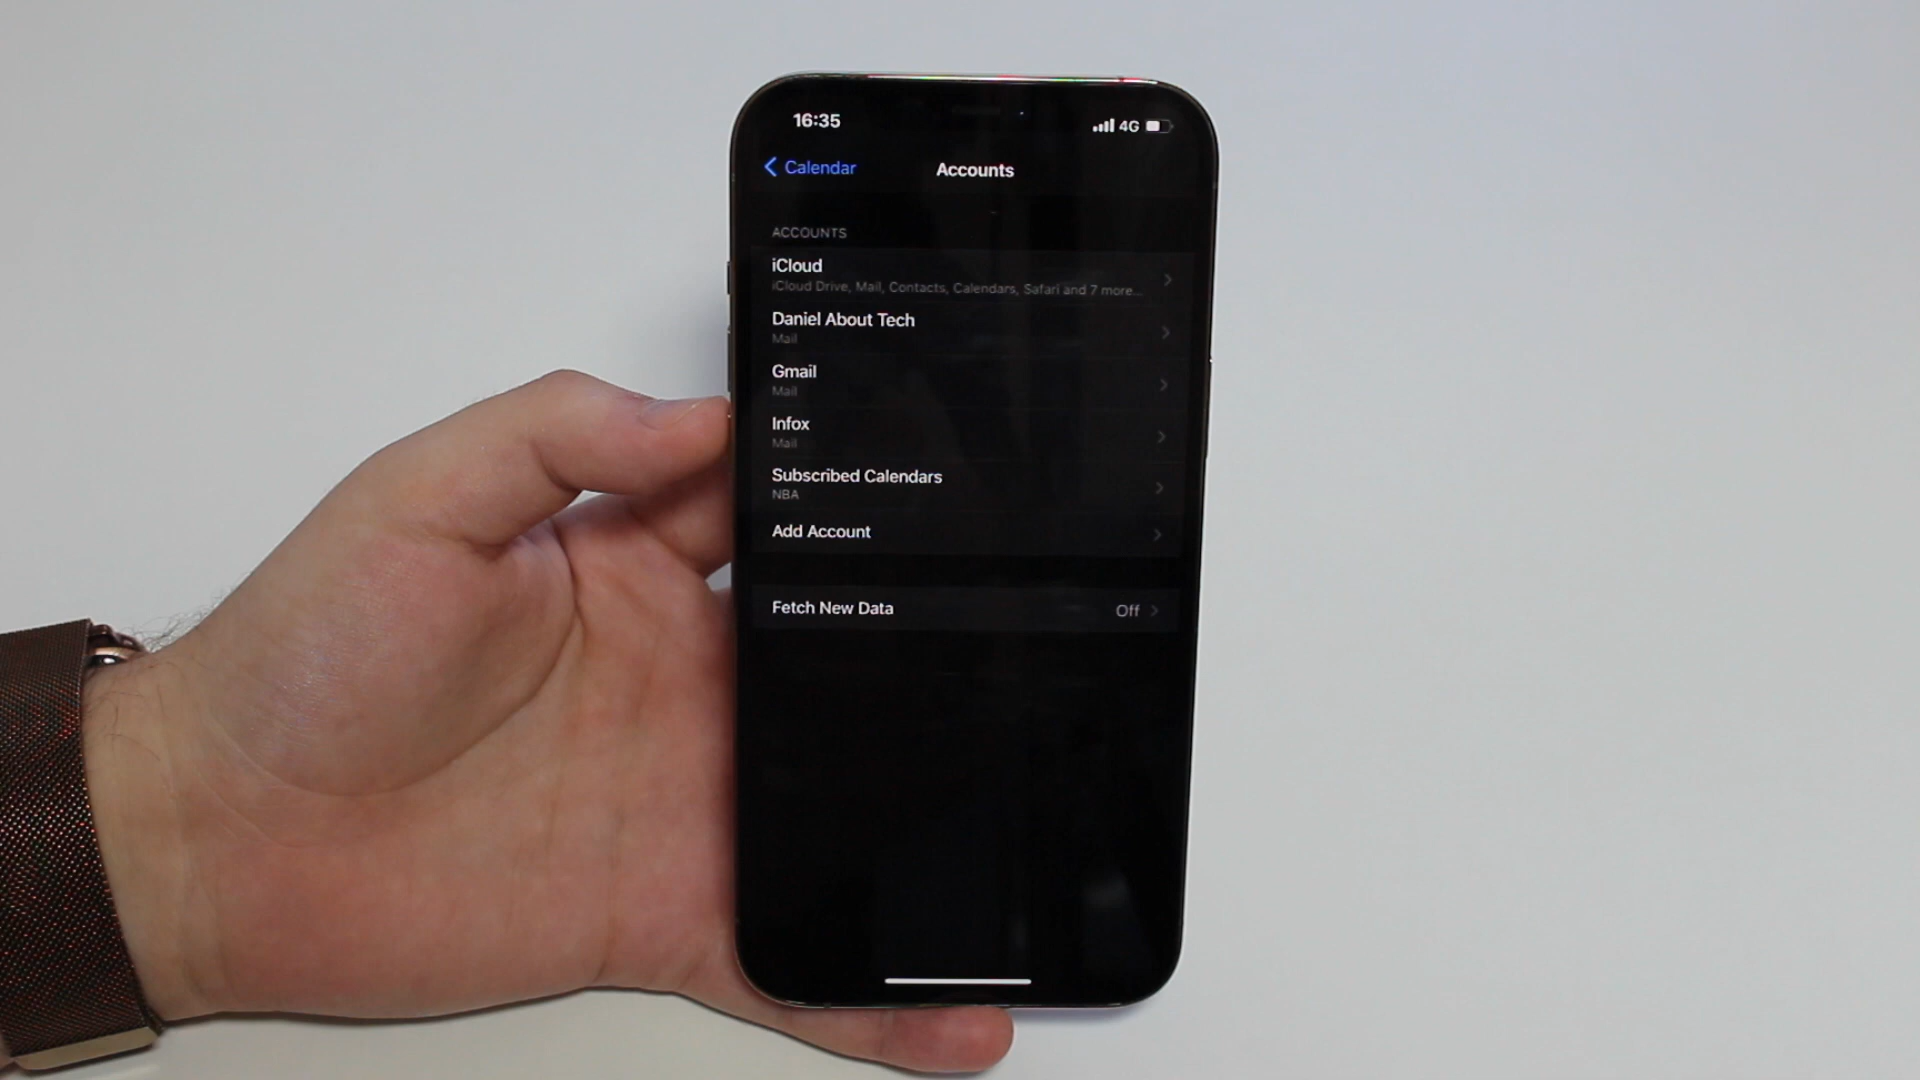 16:35
4G
Calendar
Accounts
ACCOUNTS
iCloud
iCloud Drive, Mail, Contacts, Calendars, Safari and 7 more...
Daniel About Tech
Mail
Gmail
Mail
Infox
Mail
Subscribed Calendars
NBA
Add Account
Fetch New Data
Off